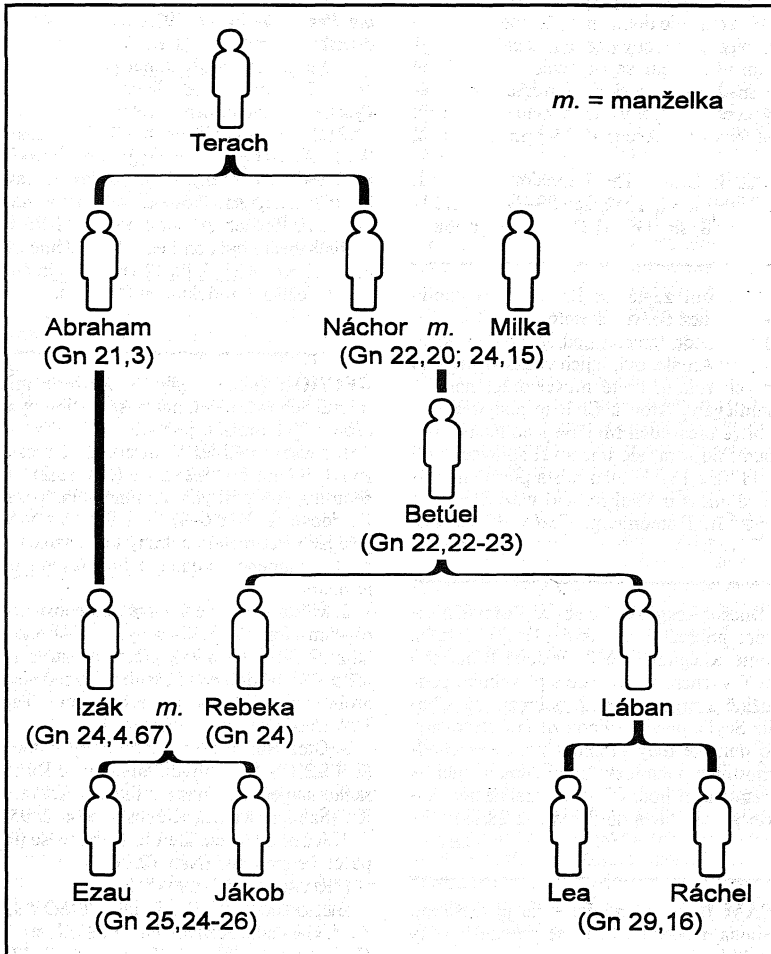 m. = manželka
Terach
Abraham
(Gn 21,3)
Náchor m. Milka
(Gn 22,20; 24,15)
Betúel
(Gn 22,22-23)
Izák m. Rebeka
(Gn 24,4.67) (Gn 24)
Lában
Ezau Jákob
(Gn 25,24-26)
Lea Ráchel
(Gn 29,16)